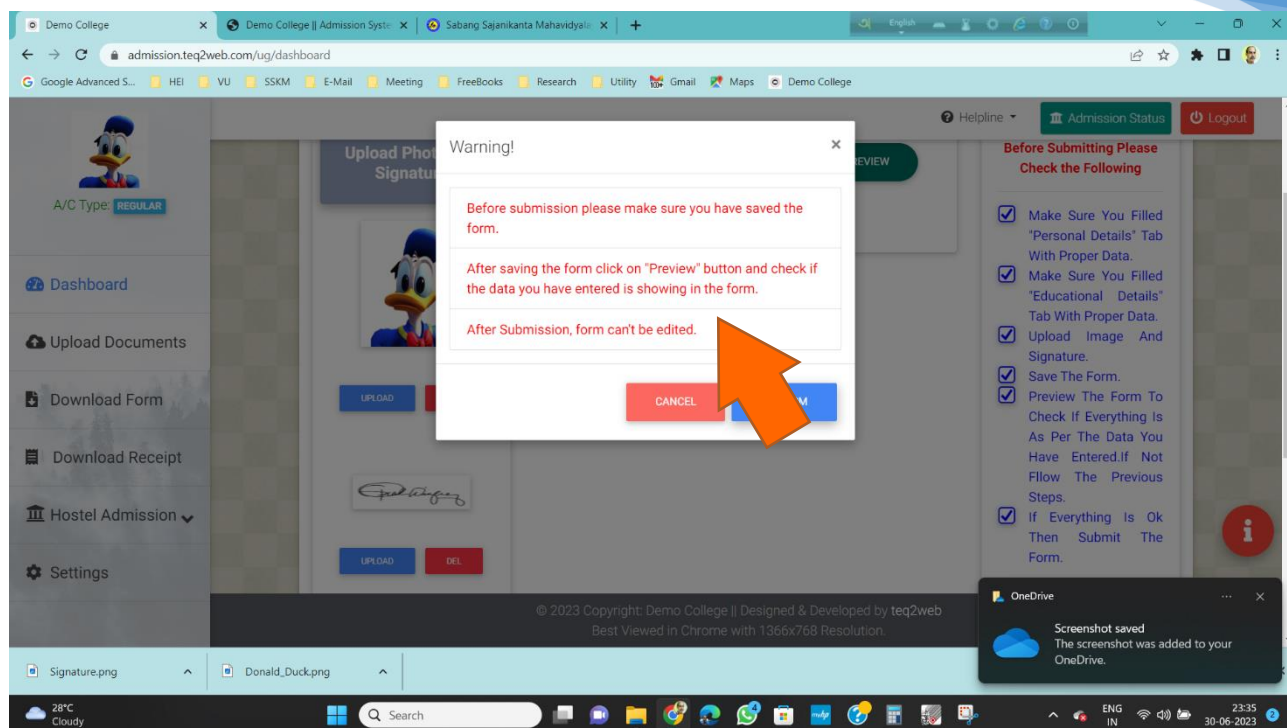 Demo College
Demo College || Admission Syste
Sabang Sajanikanta Mahavidyala
English
admission.teq2web.com/ug/dashboard
Google Advanced S...
HEI
VU
SSKM
E-Mail
Meeting
FreeBooks
Research
Utility
Gmail
Maps
Demo College
Helpline
Admission Status
Logout
A/C Type: REGULAR
Dashboard
Upload Documents
Download Form
Download Receipt
Hostel Admission
Settings
Upload Phot
Signatu
UPLOAD
UPLOAD
DEL
Warning!
×
Before submission please make sure you have saved the
form.
After saving the form click on "Preview" button and check if
the data you have entered is showing in the form.
After Submission, form can't be edited.
CANCEL
M
EVIEW
Before Submitting Please
Check the Following
Make Sure You Filled
"Personal Details" Tab
With Proper Data.
Make Sure You Filled
"Educational Details"
Tab With Proper Data.
Upload Image And
Signature.
Save The Form.
Preview The Form To
Check If Everything Is
As Per The Data You
Have Entered.If Not
Fllow The Previous
Steps.
If Everything Is Ok
Then Submit The
Form.
© 2023 Copyright: Demo College || Designed & Developed by teq2web
Best Viewed in Chrome with 1366x768 Resolution.
OneDrive
Screenshot saved
The screenshot was added to your
OneDrive.
Signature.png
Donald_Duck.png
28°C
Cloudy
Search
ENG
IN
23:35
30-06-2023
2